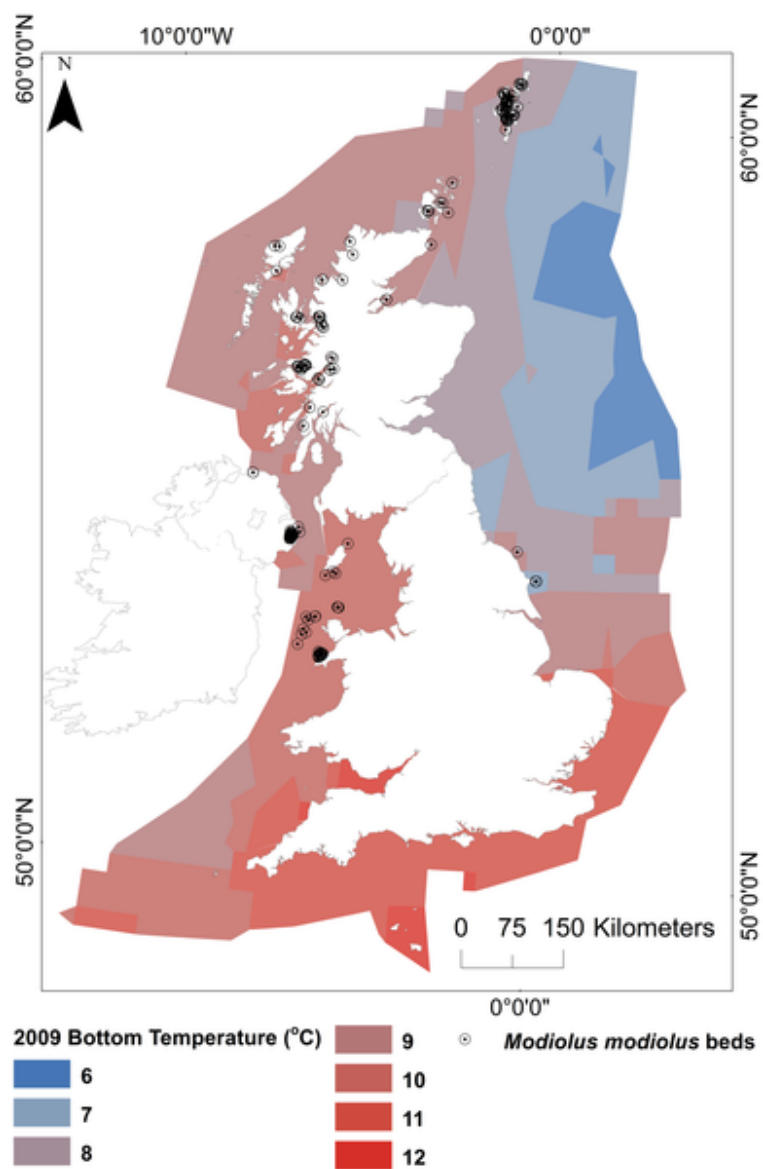 10°0'0"W 0°0'0"
60°0'0"N
N
60°0'0"N
50°0'0"N
50°0'0"N
0 75 150 Kilometers
0°0'0"
2009 Bottom Temperature (°C)
6
7
8
9
10
11
12
Modiolus modiolus beds